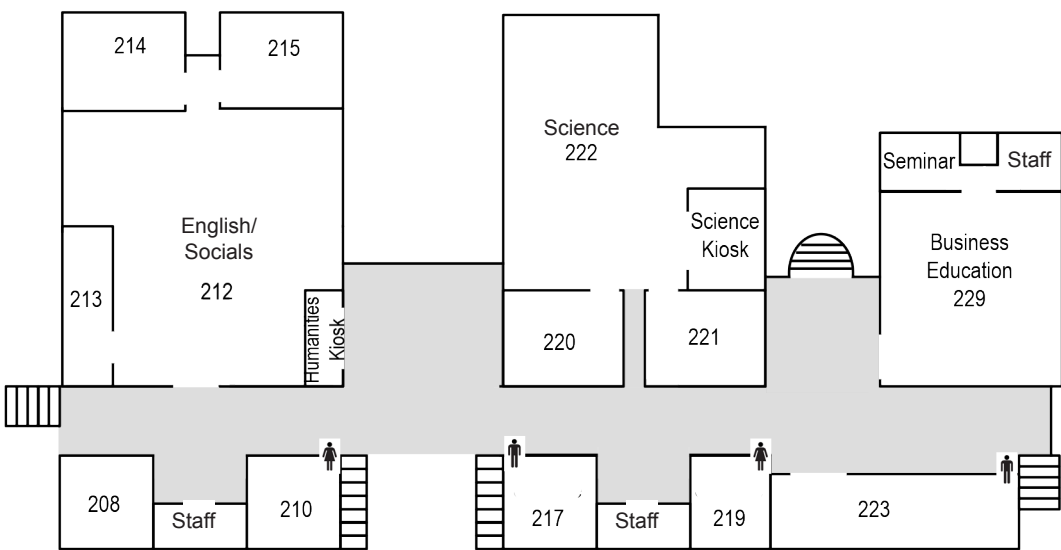 214
215
Science
222
Seminar
Staff
English/
Socials
212
213
Humanities
Kiosk
Science
Kiosk
Business
Education
229
220
221
208
Staff
210
217
Staff
219
223